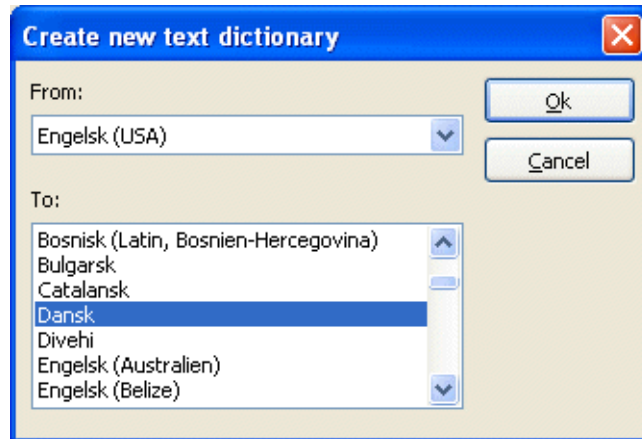 Create new text dictionary
From:
Ok
Engelsk (USA)
Cancel
To:
Bosnisk (Latin, Bosnien-Hercegovina)
Bulgarsk
Catalansk
Dansk
Divehi
Engelsk (Australien)
Engelsk (Belize)